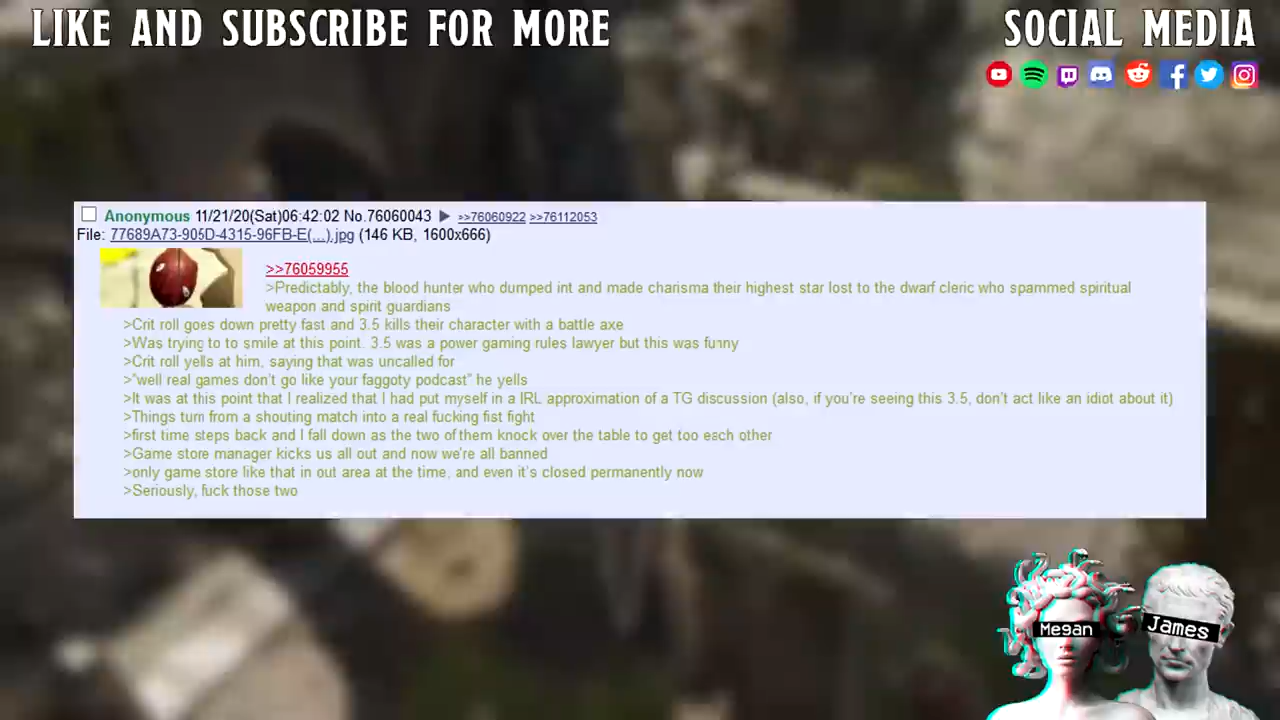 LIKE AND SUBSCRIBE FOR MORE
SOCIAL MEDIA
Anonymous 11/21/20(Sat)06:42:02 No.76060043 ▶ >>76060922 >>76112053
File: 77689A73-905D-4315-96FB-E(...).jpg (146 KB, 1600x666)
>>76059955
>Predictably, the blood hunter who dumped int and made charisma their highest star lost to the dwarf cleric who spammed spiritual
weapon and spirit guardians
>Crit roll goes down pretty fast and 3.5 kills their character with a battle axe
>Was trying to to smile at this point. 3.5 was a power gaming rules lawyer but this was funny
>Crit roll yells at him, saying that was uncalled for
>"well real games don't go like your faggoty podcast" he yells
>It was at this point that I realized that I had put myself in a IRL approximation of a TG discussion (also, if you're seeing this 3.5, don't act like an idiot about it)
>Things turn from a shouting match into a real fucking fist fight
>first time steps back and I fall down as the two of them knock over the table to get too each other
>Game store manager kicks us all out and now we're all banned
>only game store like that in out area at the time, and even it's closed permanently now
>Seriously, fuck those two
Megan
James